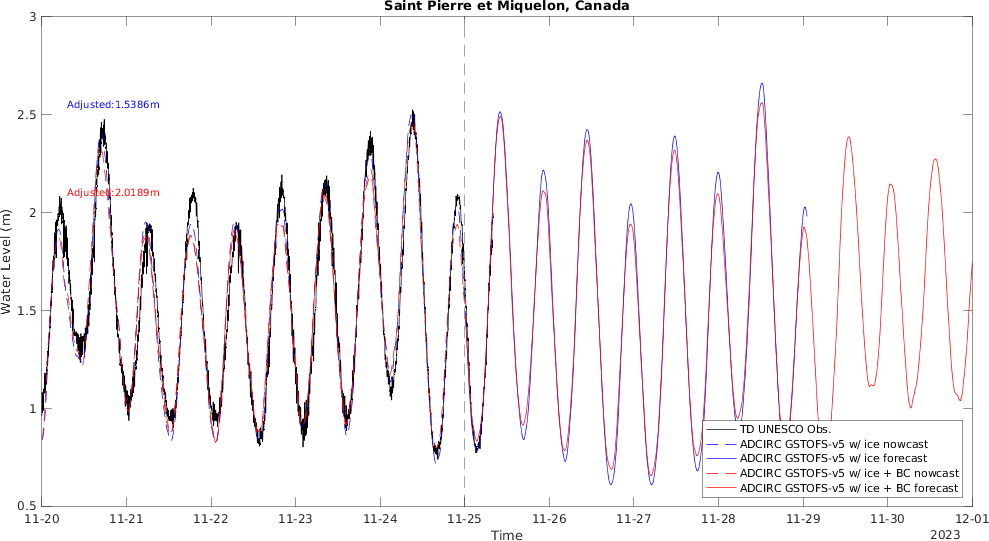 Saint Pierre et Miquelon, Canada
3
2.5
2
1.5
1
0.5
Water Level (m)
Adjusted:1.5386m
Adjusted:2.0189m
TD UNESCO Obs.
ADCIRC GSTOFS-v5 w/ ice nowcast
ADCIRC GSTOFS-v5 w/ ice forecast
ADCIRC GSTOFS-v5 w/ ice + BC nowcast
ADCIRC GSTOFS-v5 w/ ice + BC forecast
11-20 11-21 11-22 11-23 11-24 11-25 11-26 11-27 11-28 11-29 11-30 12-01
Time
2023